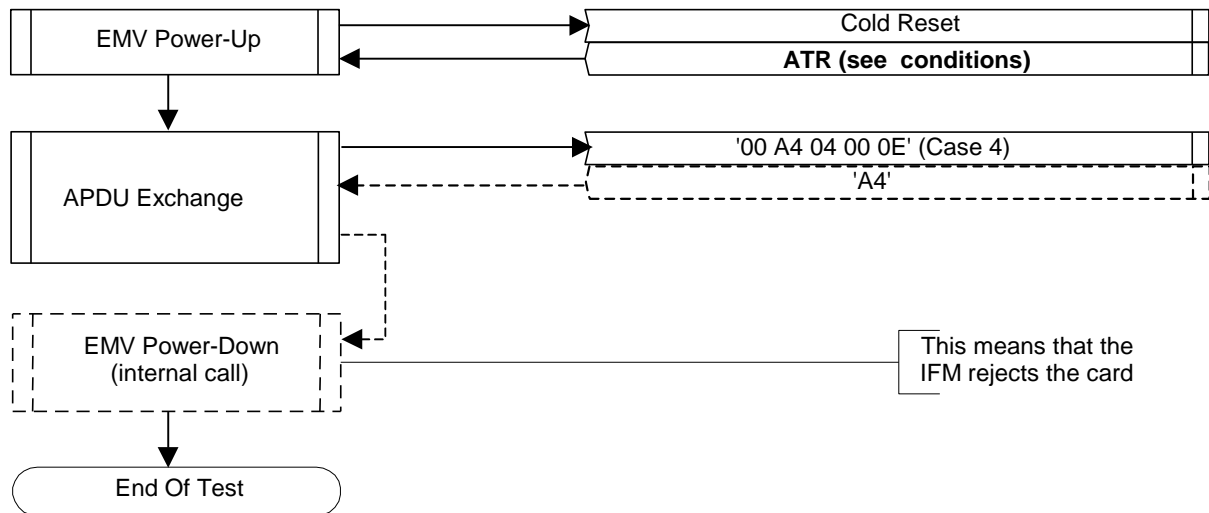 EMV Power-Up
Cold Reset
ATR (see conditions)
APDU Exchange
'00 A4 04 00 0E' (Case 4)
'A4'
EMV Power-Down
(internal call)
This means that the
IFM rejects the card
End Of Test